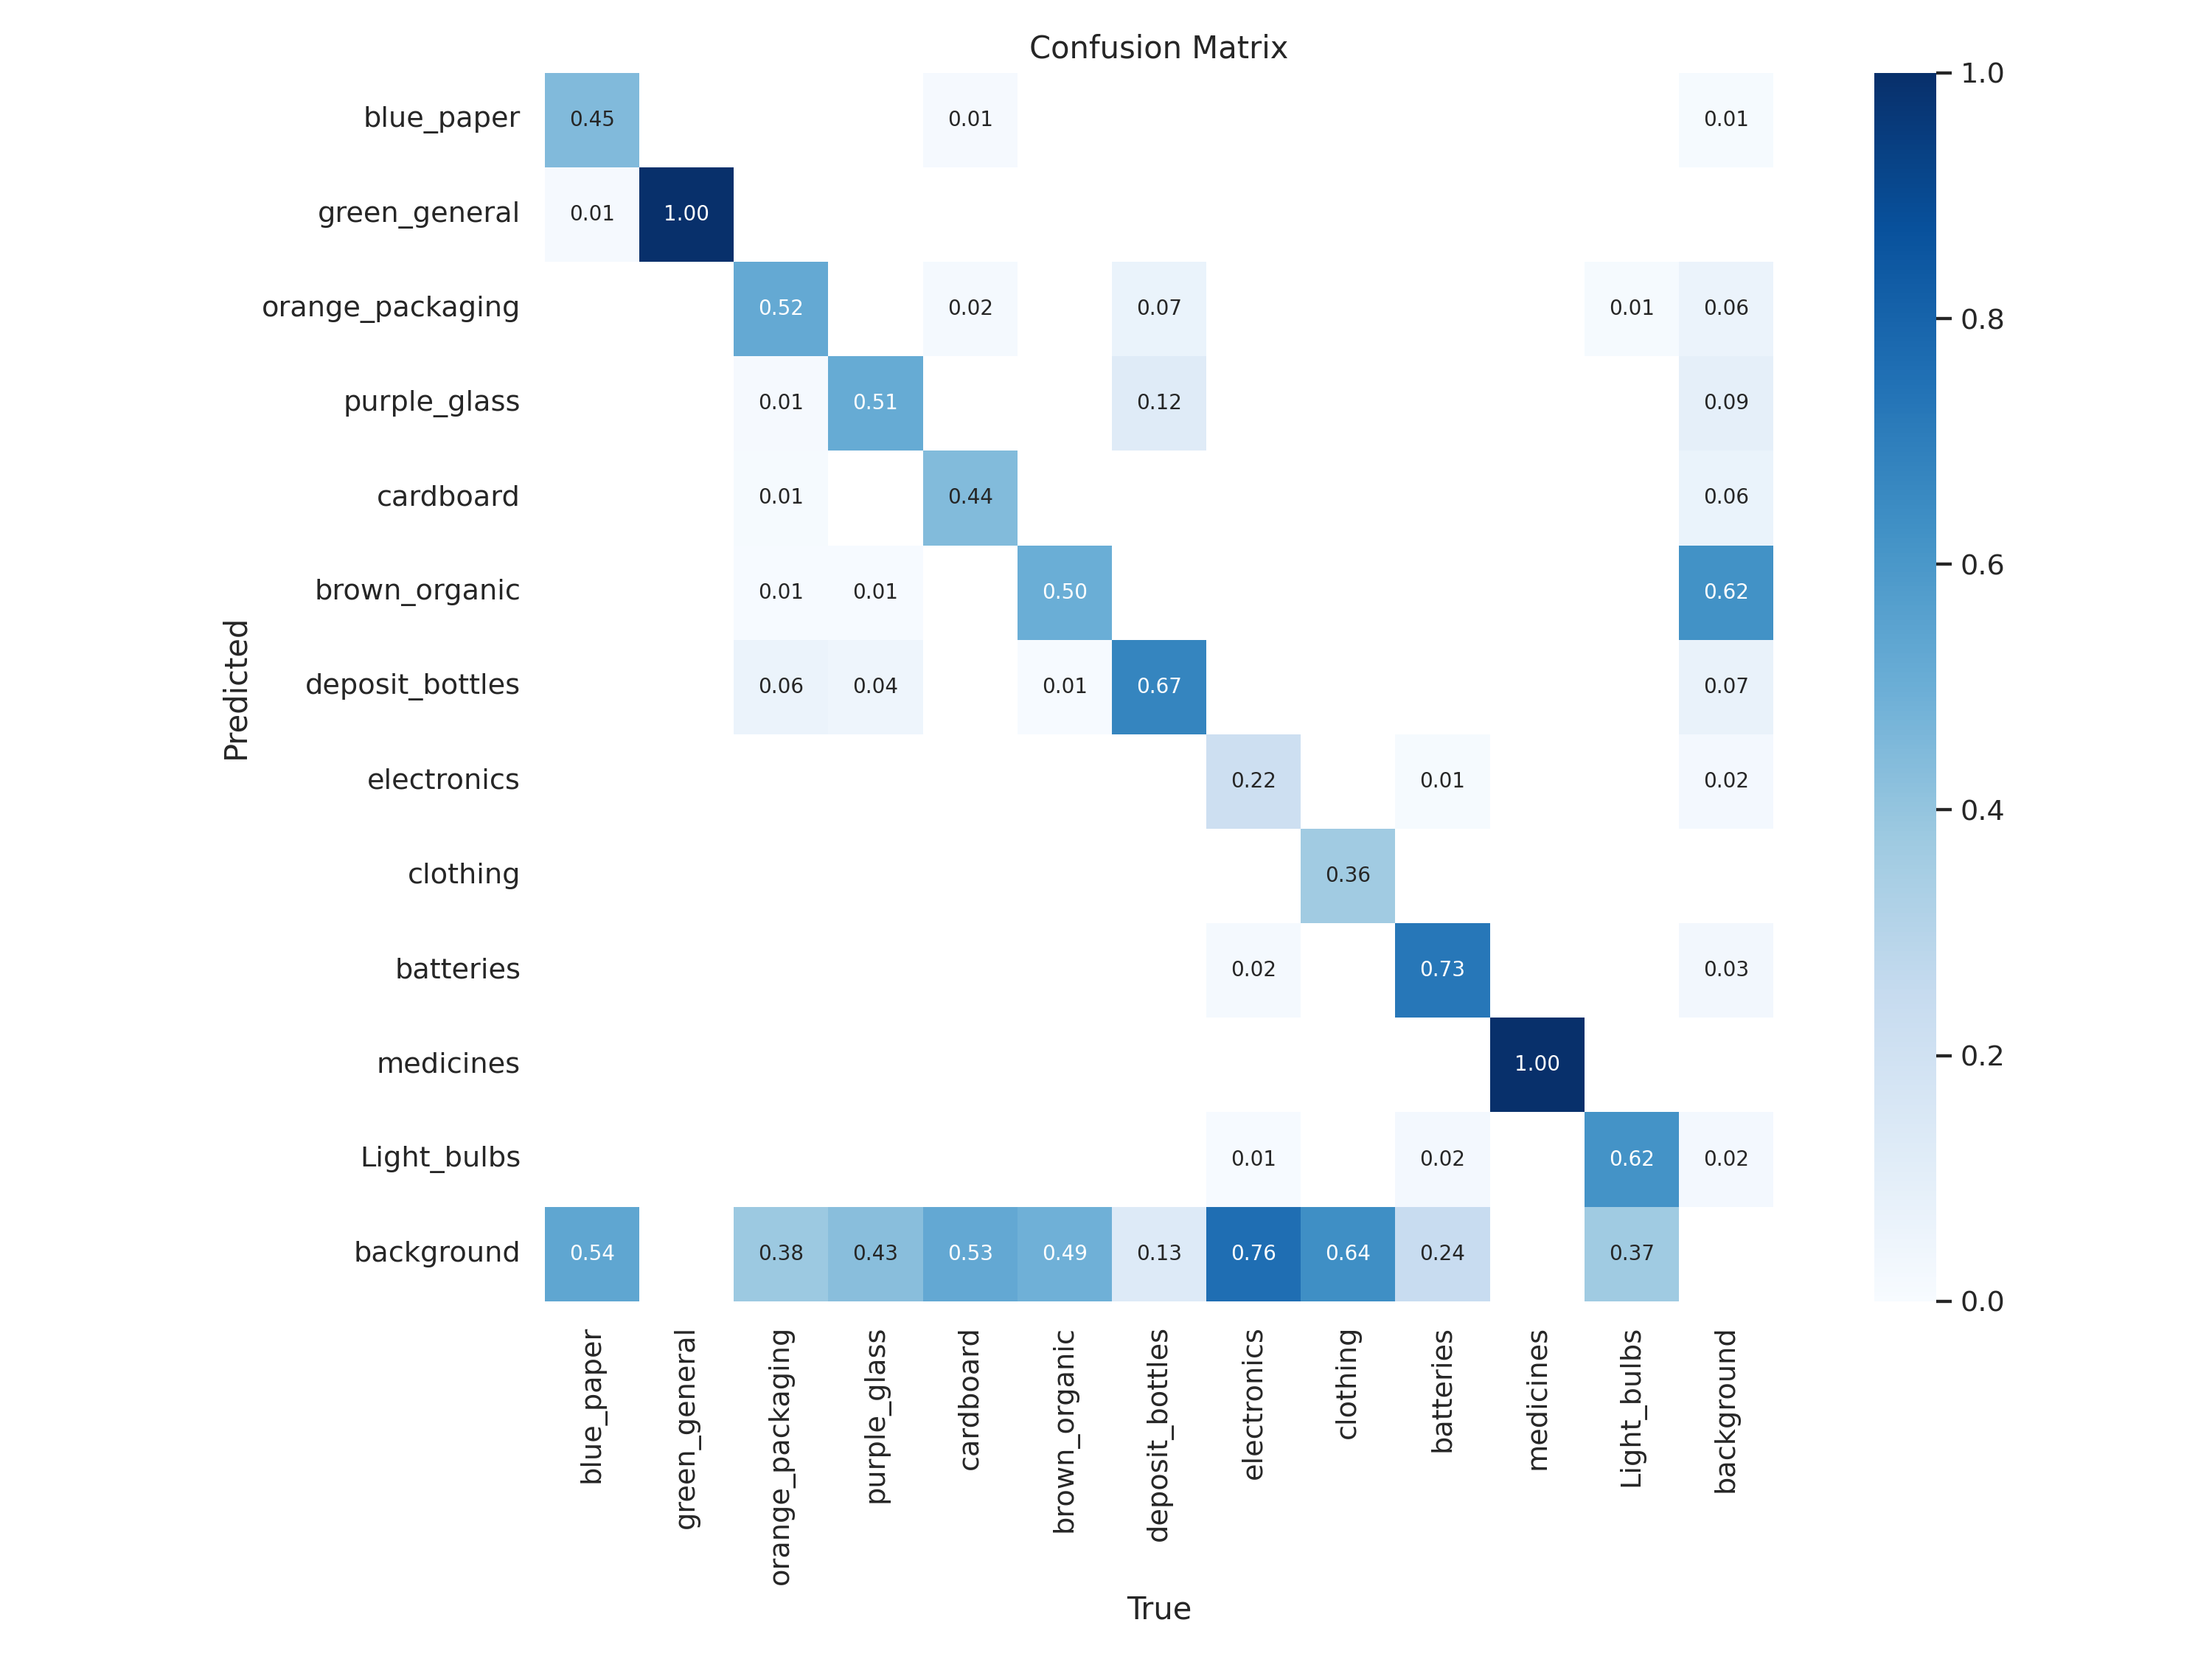 Confusion Matrix
blue_paper 0.45 0.01 0.01
green_general 0.01 1.00
orange_packaging 0.52 0.02 0.07 0.01 0.06
purple_glass 0.01 0.51 0.12 0.09
cardboard 0.01 0.44 0.06
brown_organic 0.01 0.01 0.50 0.62
deposit_bottles 0.06 0.04 0.01 0.67 0.07
electronics 0.22 0.01 0.02
clothing 0.36
batteries 0.02 0.73 0.03
medicines 1.00
Light_bulbs 0.01 0.02 0.62 0.02
background 0.54 0.38 0.43 0.53 0.49 0.13 0.76 0.64 0.24 0.37
Predicted
blue_paper
green_general
orange_packaging
purple_glass
cardboard
brown_organic
deposit_bottles
electronics
clothing
batteries
medicines
Light_bulbs
background
True
1.0
0.8
0.6
0.4
0.2
0.0